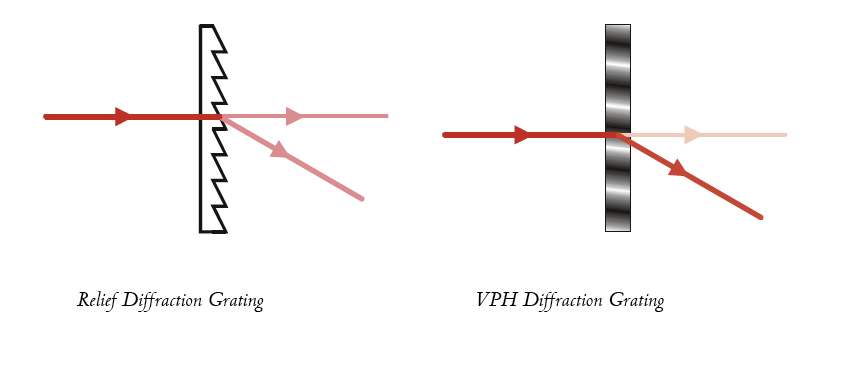 Relief Diffraction Grating
VPH Diffraction Grating